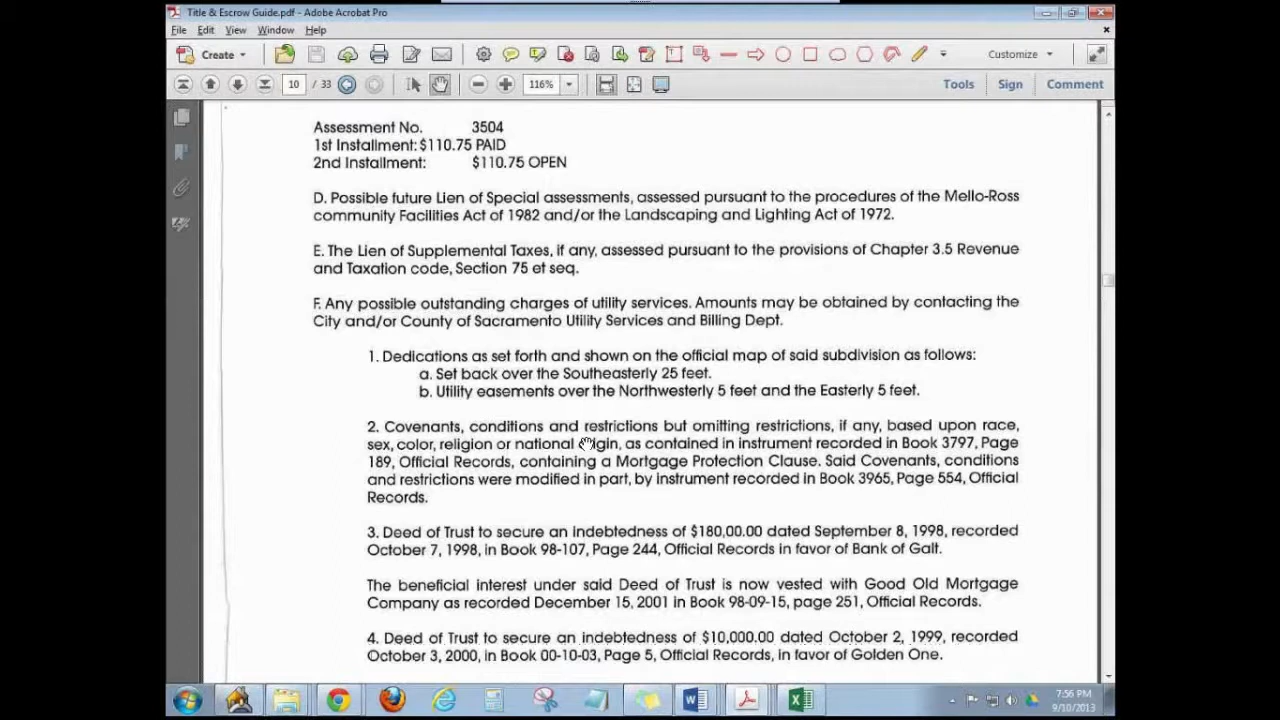 Title & Escrow Guide.pdf - Adobe Acrobat Pro
File Edit View Window Help
Create
Customize
10 / 33
116%
Tools Sign Comment
Assessment No. 3504
1st Installment: $110.75 PAID
2nd Installment: $110.75 OPEN
D. Possible future Lien of Special assessments, assessed pursuant to the procedures of the Mello-Ross
community Facilities Act of 1982 and/or the Landscaping and Lighting Act of 1972.
E. The Lien of Supplemental Taxes, if any, assessed pursuant to the provisions of Chapter 3.5 Revenue
and Taxation code, Section 75 et seq.
F. Any possible outstanding charges of utility services. Amounts may be obtained by contacting the
City and/or County of Sacramento Utility Services and Billing Dept.
1. Dedications as set forth and shown on the official map of said subdivision as follows:
a. Set back over the Southeasterly 25 feet.
b. Utility easements over the Northwesterly 5 feet and the Easterly 5 feet.
2. Covenants, conditions and restrictions but omitting restrictions, if any, based upon race,
sex, color, religion or national origin, as contained in instrument recorded in Book 3797, Page
189, Official Records, containing a Mortgage Protection Clause. Said Covenants, conditions
and restrictions were modified in part, by instrument recorded in Book 3965, Page 554, Official
Records.
3. Deed of Trust to secure an indebtedness of $180,00.00 dated September 8, 1998, recorded
October 7, 1998, in Book 98-107, Page 244, Official Records in favor of Bank of Galt.
The beneficial interest under said Deed of Trust is now vested with Good Old Mortgage
Company as recorded December 15, 2001 in Book 98-09-15, page 251, Official Records.
4. Deed of Trust to secure an indebtedness of $10,000.00 dated October 2, 1999, recorded
October 3, 2000, in Book 00-10-03, Page 5, Official Records, in favor of Golden One.
7:56 PM
9/10/2013